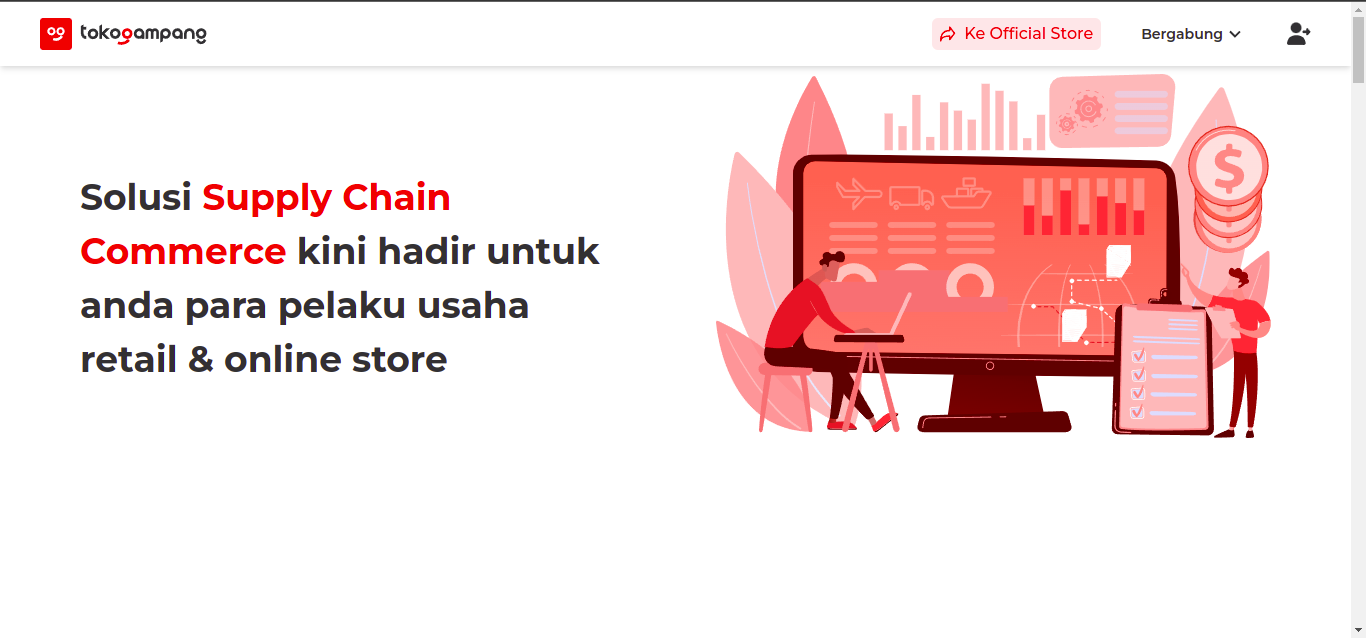 tokogampang
Ke Official Store
Bergabung
Solusi Supply Chain
Commerce kini hadir untuk
anda para pelaku usaha
retail & online store
$